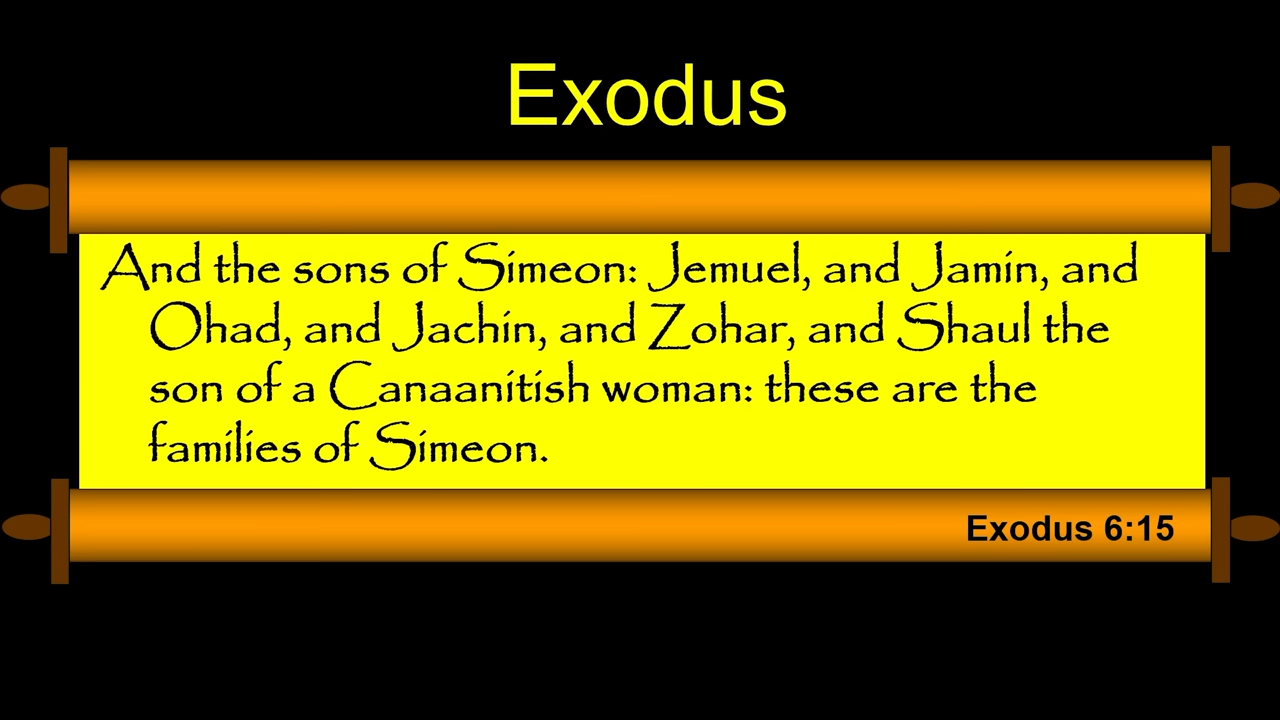 Exodus
And the sons of Simeon: Jemuel, and Jamin, and
Ohad, and Jachin, and Zohar, and Shaul the
son of a Canaanitish woman: these are the
families of Simeon.
Exodus 6:15